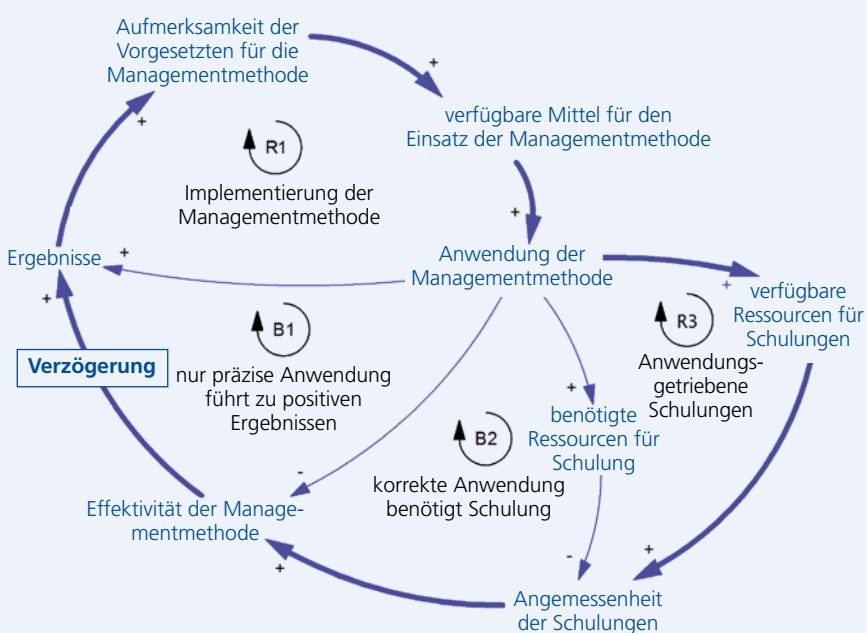 Aufmerksamkeit der
Vorgesetzten für die
Managementmethode
+
+
verfügbare Mittel für den
Einsatz der Managementmethode
R1
Implementierung der
Managementmethode
+
Ergebnisse
+
Anwendung der
Managementmethode
+
+
verfügbare
Ressourcen für
Schulungen
B1
R3
Verzögerung
nur präzise Anwendung
führt zu positiven
Ergebnissen
Anwendungs-
getriebene
Schulungen
+
benötigte
Ressourcen für
Schulung
B2
korrekte Anwendung
benötigt Schulung
-
Effektivität der Manage-
mentmethode
+
-
+
Angemessenheit
der Schulungen